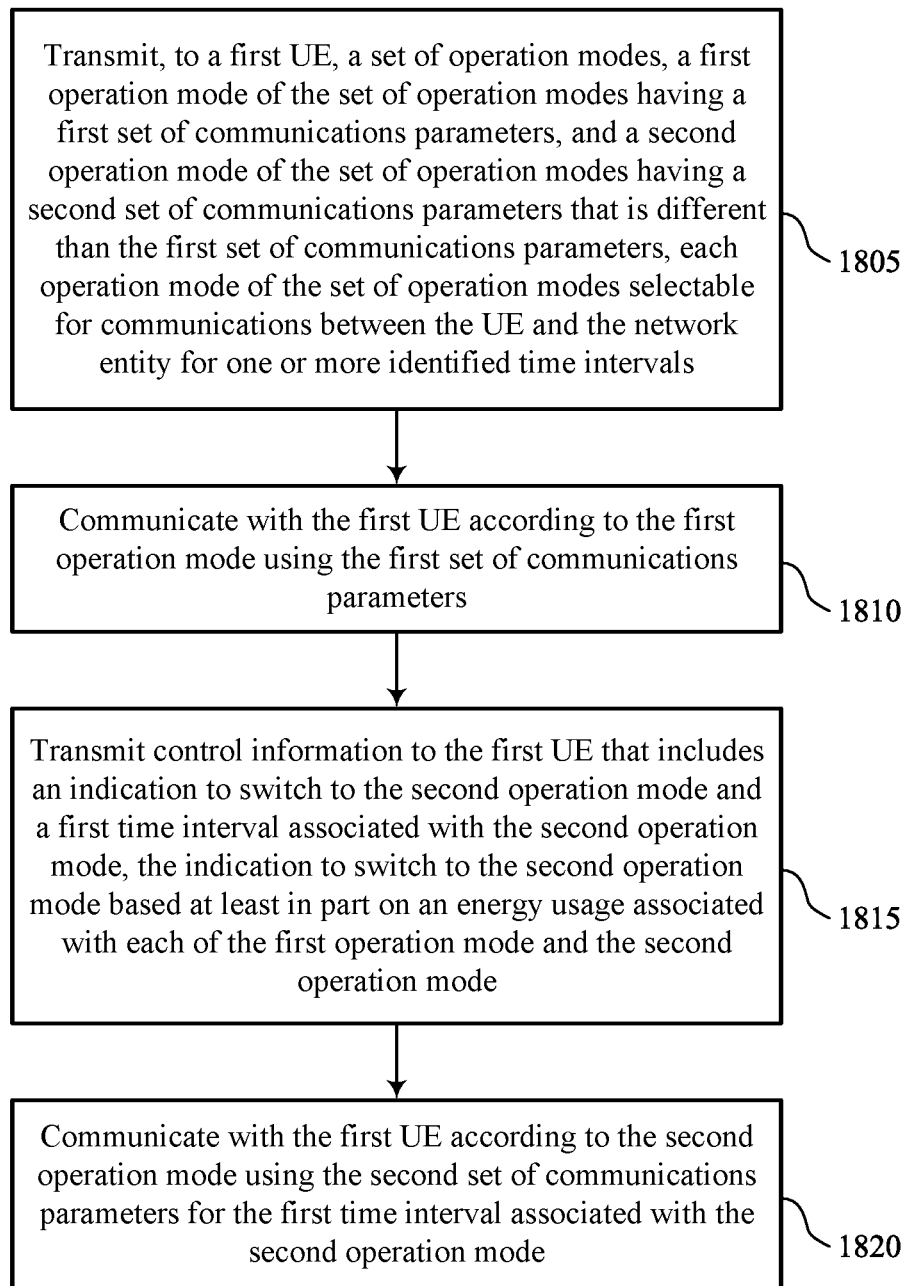 Transmit, to a first UE, a set of operation modes, a first
operation mode of the set of operation modes having a
first set of communications parameters, and a second
operation mode of the set of operation modes having a
second set of communications parameters that is different
than the first set of communications parameters, each
operation mode of the set of operation modes selectable
for communications between the UE and the network
entity for one or more identified time intervals
1805
Communicate with the first UE according to the first
operation mode using the first set of communications
parameters
1810
Transmit control information to the first UE that includes
an indication to switch to the second operation mode and
a first time interval associated with the second operation
mode, the indication to switch to the second operation
mode based at least in part on an energy usage associated
with each of the first operation mode and the second
operation mode
1815
Communicate with the first UE according to the second
operation mode using the second set of communications
parameters for the first time interval associated with the
second operation mode
1820